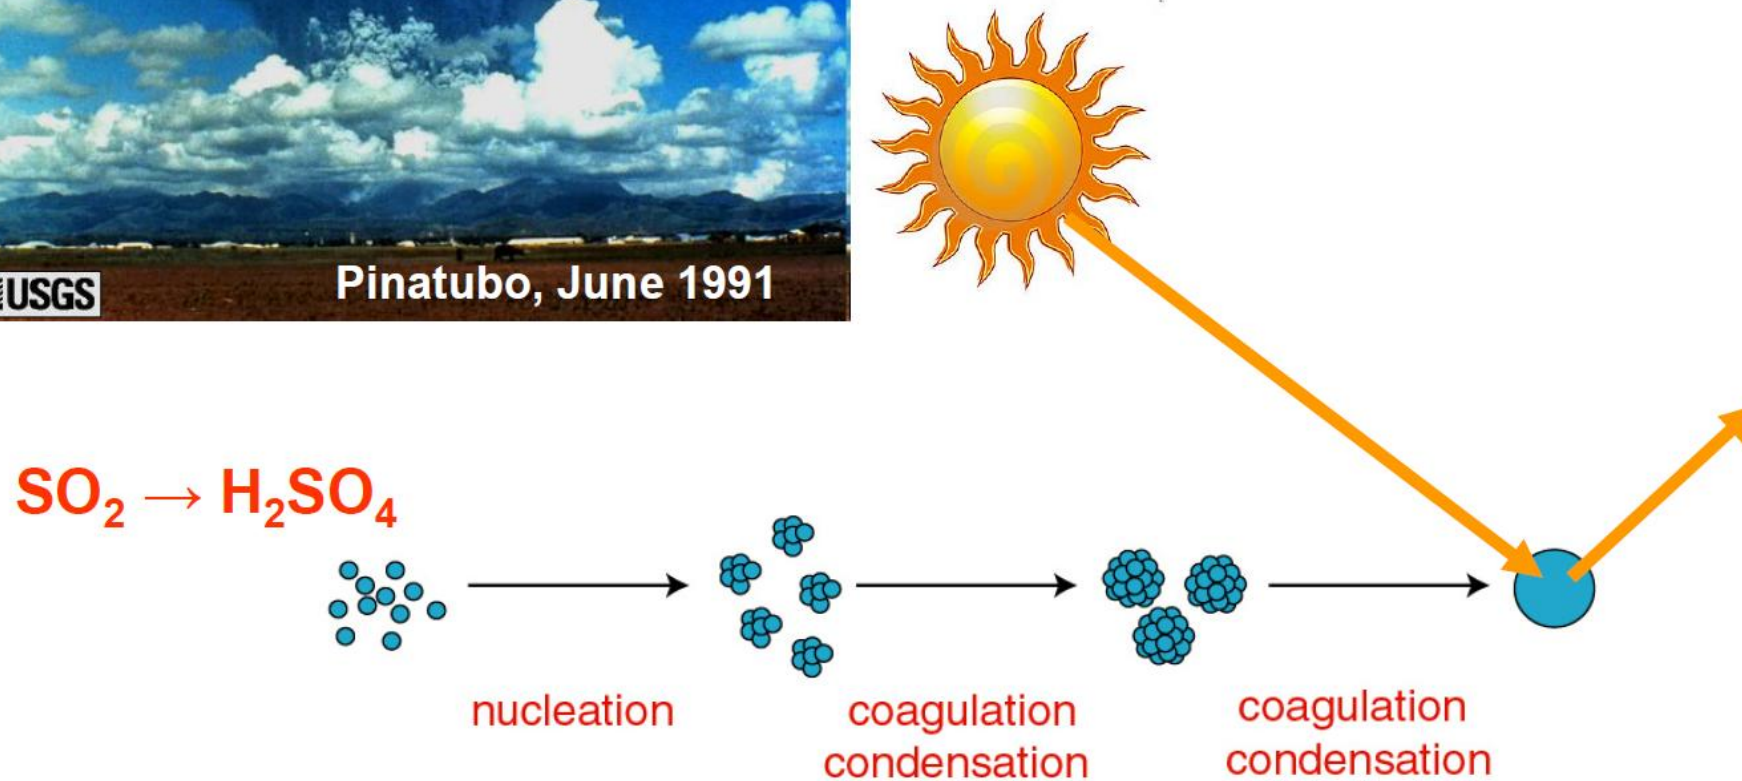 USGS
Pinatubo, June 1991
SO₂ → H₂SO₄
nucleation
coagulation
condensation
coagulation
condensation